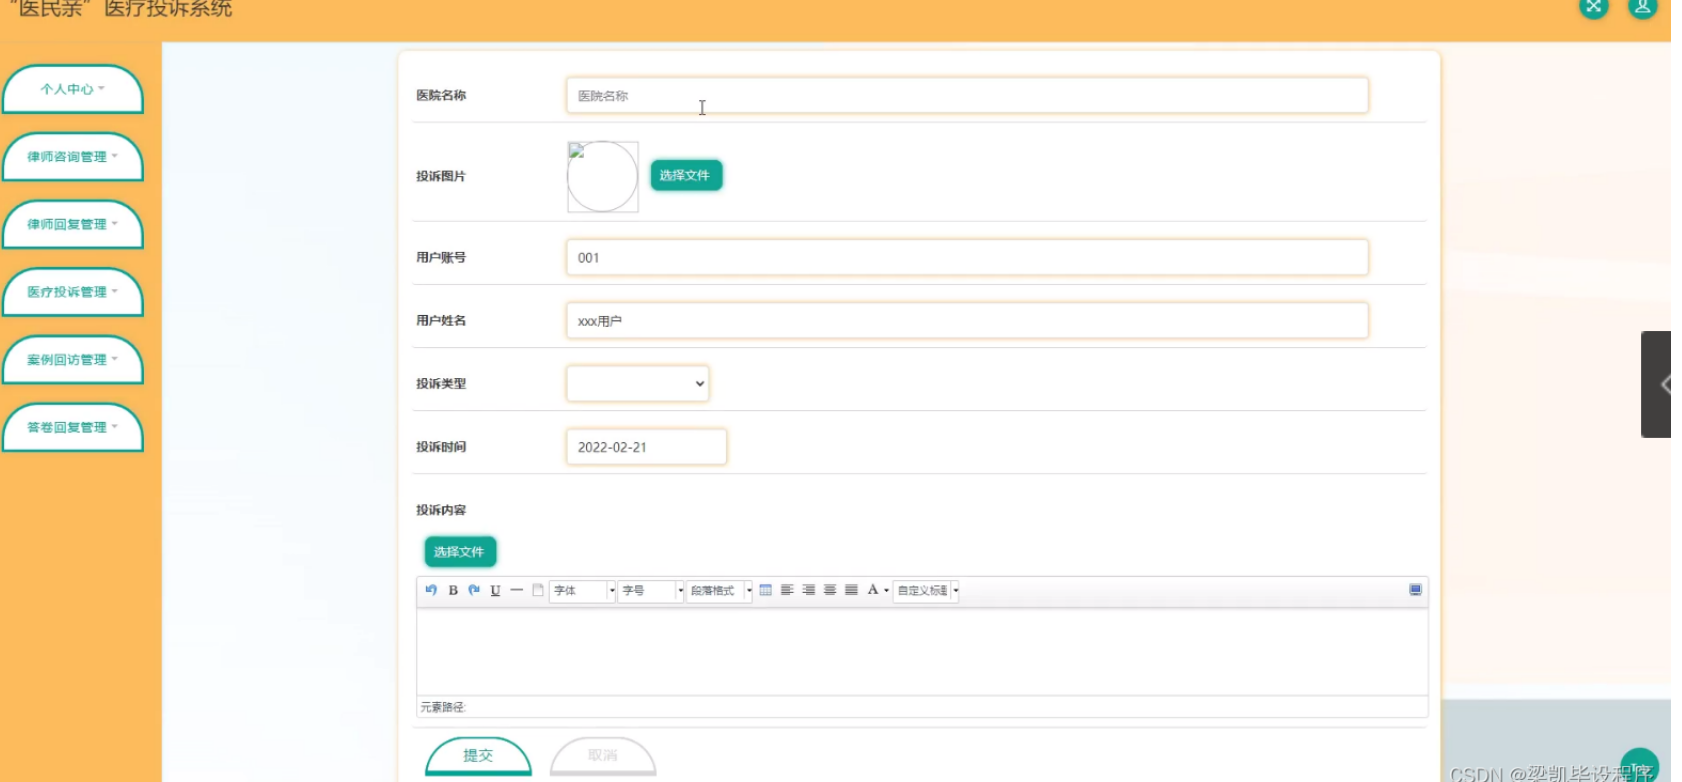 “医民亲”医疗投诉系统
个人中心
律师咨询管理
律师回复管理
医疗投诉管理
案例回访管理
答卷回复管理
医院名称 医院名称
投诉图片 选择文件
用户账号 001
用户姓名 xxx用户
投诉类型
投诉时间 2022-02-21
投诉内容
选择文件
B U 字体 字号 段落格式 A 自定义标题
元素路径:
提交 取消
CSDN @梁凯毕设程序